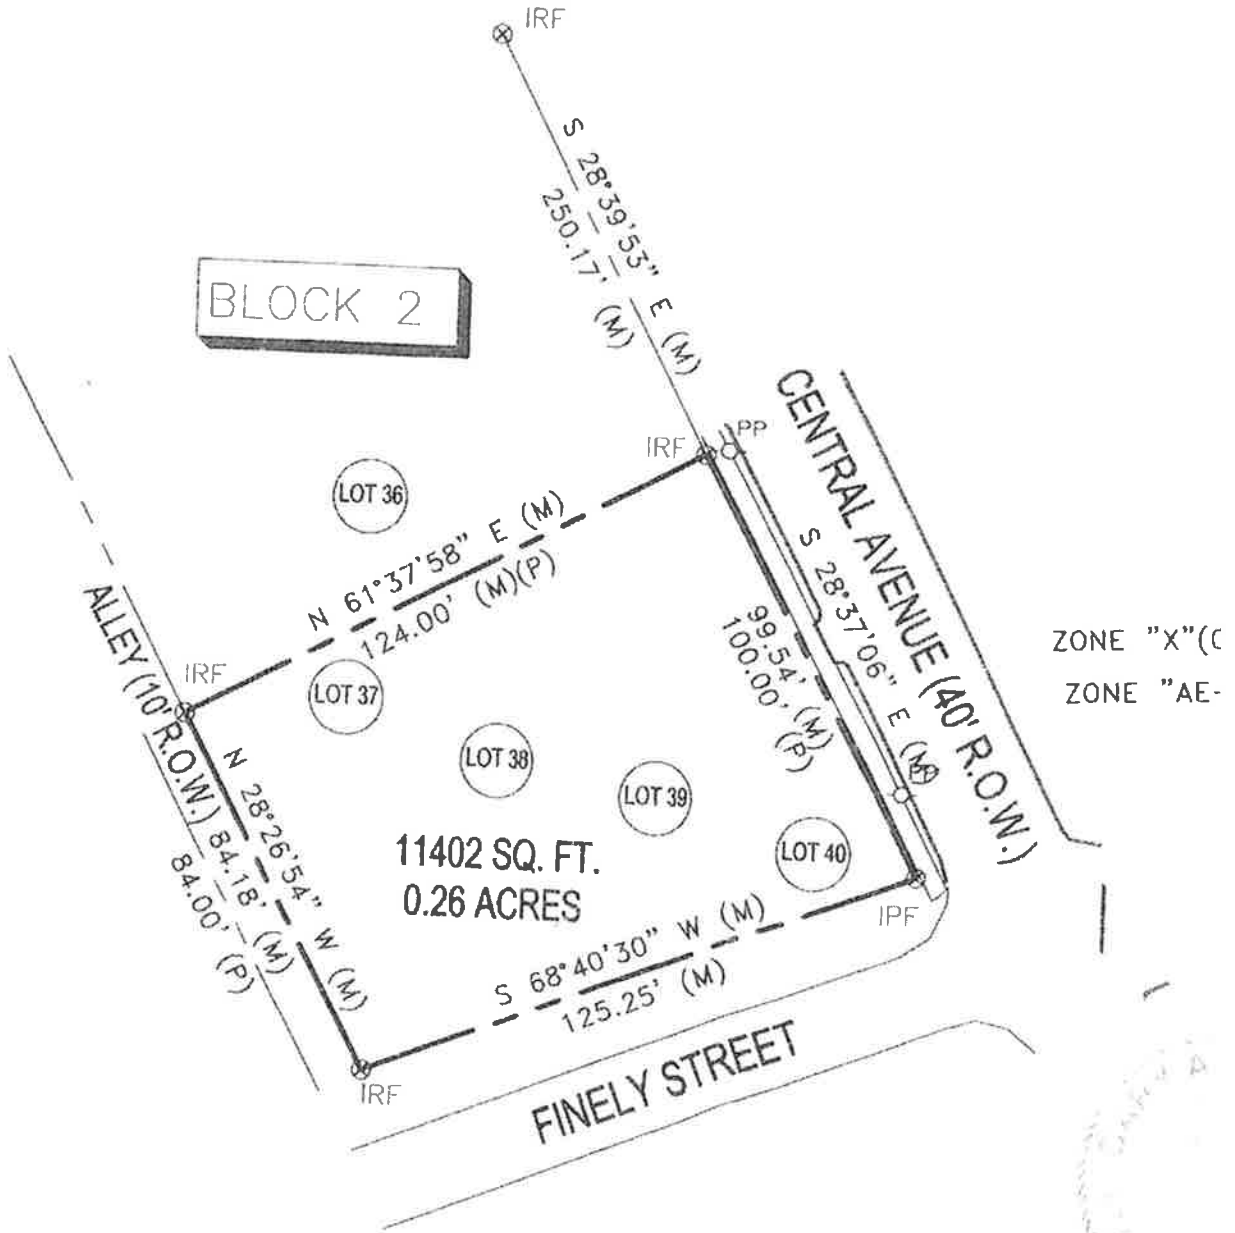 IRF
S 28°39'53" E (M)
250.17' (M)
BLOCK 2
IRF
PP
CENTRAL AVENUE (40' R.O.W.)
LOT 36
N 61°37'58" E (M)
124.00' (M)(P)
S 28°37'06" E (M)
99.54' (M)
100.00' (P)
ZONE "X"(
ZONE "AE-
ALLEY (10' R.O.W.)
IRF
LOT 37
LOT 38
LOT 39
LOT 40
N 28°26'54" W (M)
84.18' (M)
84.00' (P)
11402 SQ. FT.
0.26 ACRES
IPF
S 68°40'30" W (M)
125.25' (M)
IRF
FINELY STREET